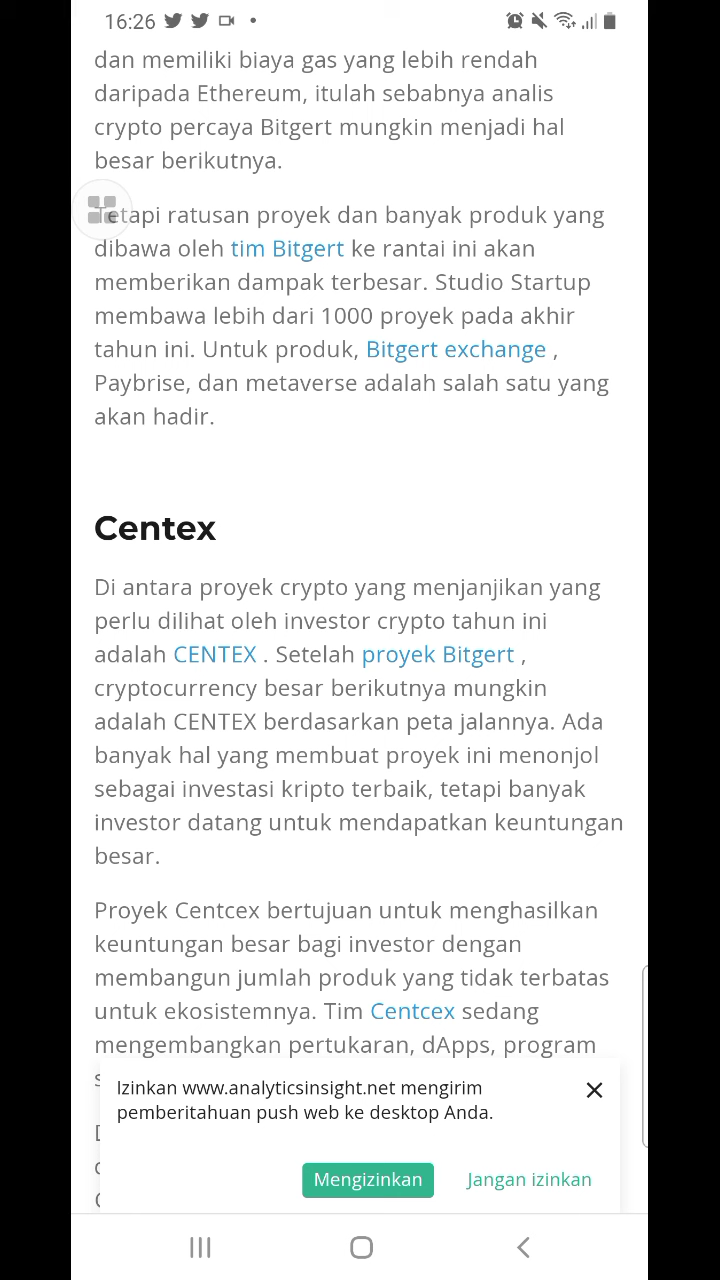 16:26
dan memiliki biaya gas yang lebih rendah
daripada Ethereum, itulah sebabnya analis
crypto percaya Bitgert mungkin menjadi hal
besar berikutnya.
Tetapi ratusan proyek dan banyak produk yang
dibawa oleh tim Bitgert ke rantai ini akan
memberikan dampak terbesar. Studio Startup
membawa lebih dari 1000 proyek pada akhir
tahun ini. Untuk produk, Bitgert exchange ,
Paybrise, dan metaverse adalah salah satu yang
akan hadir.
Centex
Di antara proyek crypto yang menjanjikan yang
perlu dilihat oleh investor crypto tahun ini
adalah CENTEX . Setelah proyek Bitgert ,
cryptocurrency besar berikutnya mungkin
adalah CENTEX berdasarkan peta jalannya. Ada
banyak hal yang membuat proyek ini menonjol
sebagai investasi kripto terbaik, tetapi banyak
investor datang untuk mendapatkan keuntungan
besar.
Proyek Centcex bertujuan untuk menghasilkan
keuntungan besar bagi investor dengan
membangun jumlah produk yang tidak terbatas
untuk ekosistemnya. Tim Centcex sedang
mengembangkan pertukaran, dApps, program
Izinkan www.analyticsinsight.net mengirim
pemberitahuan push web ke desktop Anda.
Mengizinkan
Jangan izinkan